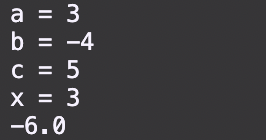 a = 3
b = -4
c = 5
x = 3
-6.0